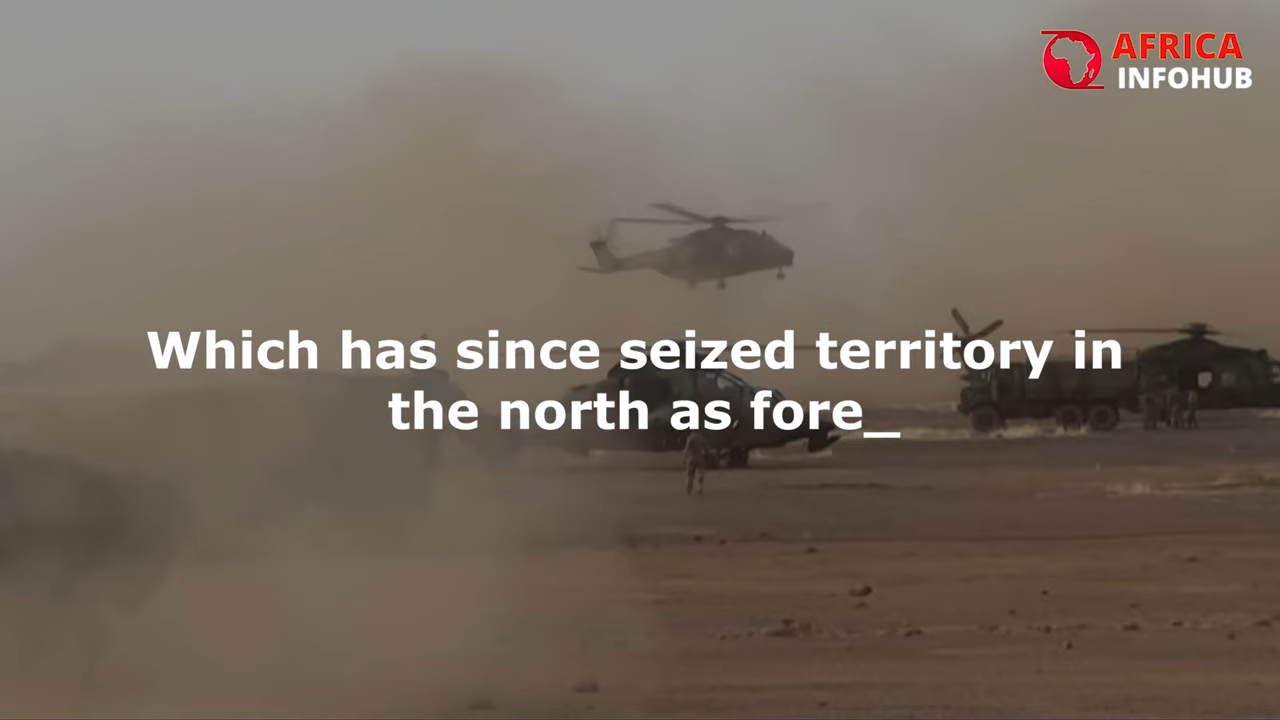 AFRICA
INFOHUB
Which has since seized territory in
the north as fore_